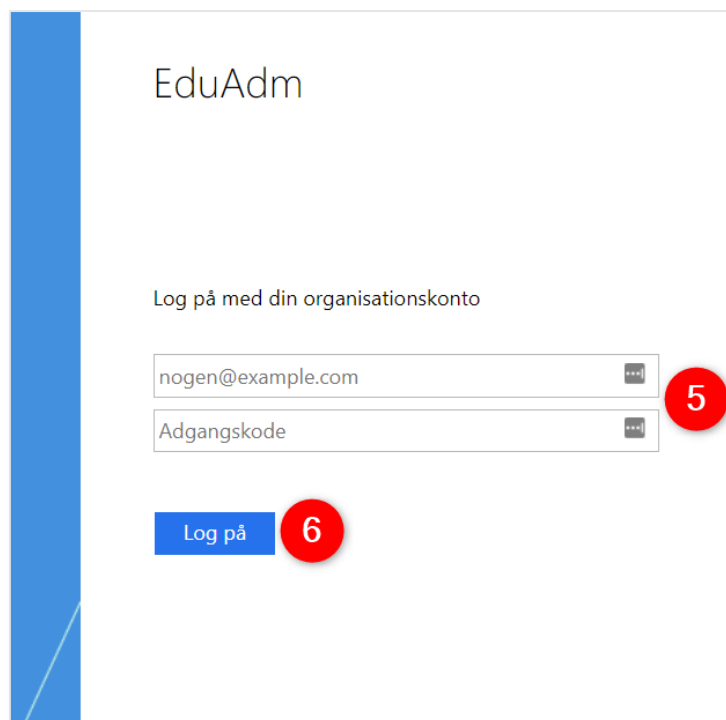 EduAdm
Log på med din organisationskonto
nogen@example.com
5
Adgangskode
Log på
6